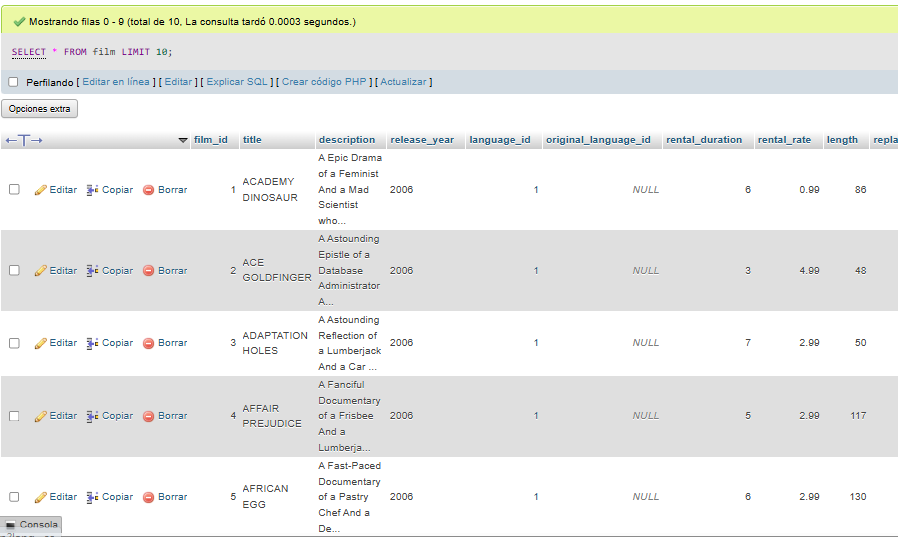 Mostrando filas 0 - 9 (total de 10, La consulta tardó 0.0003 segundos.)
SELECT * FROM film LIMIT 10;
Perfilando [ Editar en línea ] [ Editar ] [ Explicar SQL ] [ Crear código PHP ] [ Actualizar ]
Opciones extra
←T→ film_id title description release_year language_id original_language_id rental_duration rental_rate length repla
Editar Copiar Borrar 1 ACADEMY DINOSAUR A Epic Drama of a Feminist And a Mad Scientist who... 2006 1 NULL 6 0.99 86
Editar Copiar Borrar 2 ACE GOLDFINGER A Astounding Epistle of a Database Administrator A... 2006 1 NULL 3 4.99 48
Editar Copiar Borrar 3 ADAPTATION HOLES A Astounding Reflection of a Lumberjack And a Car ... 2006 1 NULL 7 2.99 50
Editar Copiar Borrar 4 AFFAIR PREJUDICE A Fanciful Documentary of a Frisbee And a Lumberja... 2006 1 NULL 5 2.99 117
Editar Copiar Borrar 5 AFRICAN EGG A Fast-Paced Documentary of a Pastry Chef And a De... 2006 1 NULL 6 2.99 130
Consola